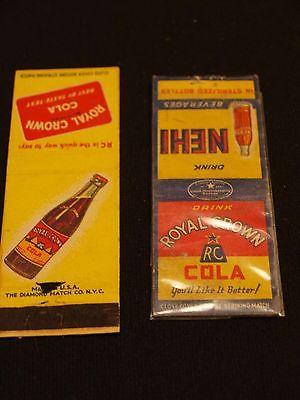 CLOSE COVER BEFORE STRIKING MATCH
BEST BY TASTE-TEST
ROYAL CROWN
COLA
RC is the quick way to say:
ROYAL CROWN
COLA
U.S.A.
THE DIAMOND MATCH CO. N.Y.C.
IN STERILIZED BOTTLES
BEVERAGES
NEHI
DRINK
DRINK
ROYAL CROWN
RC
COLA
You'll Like It Better!